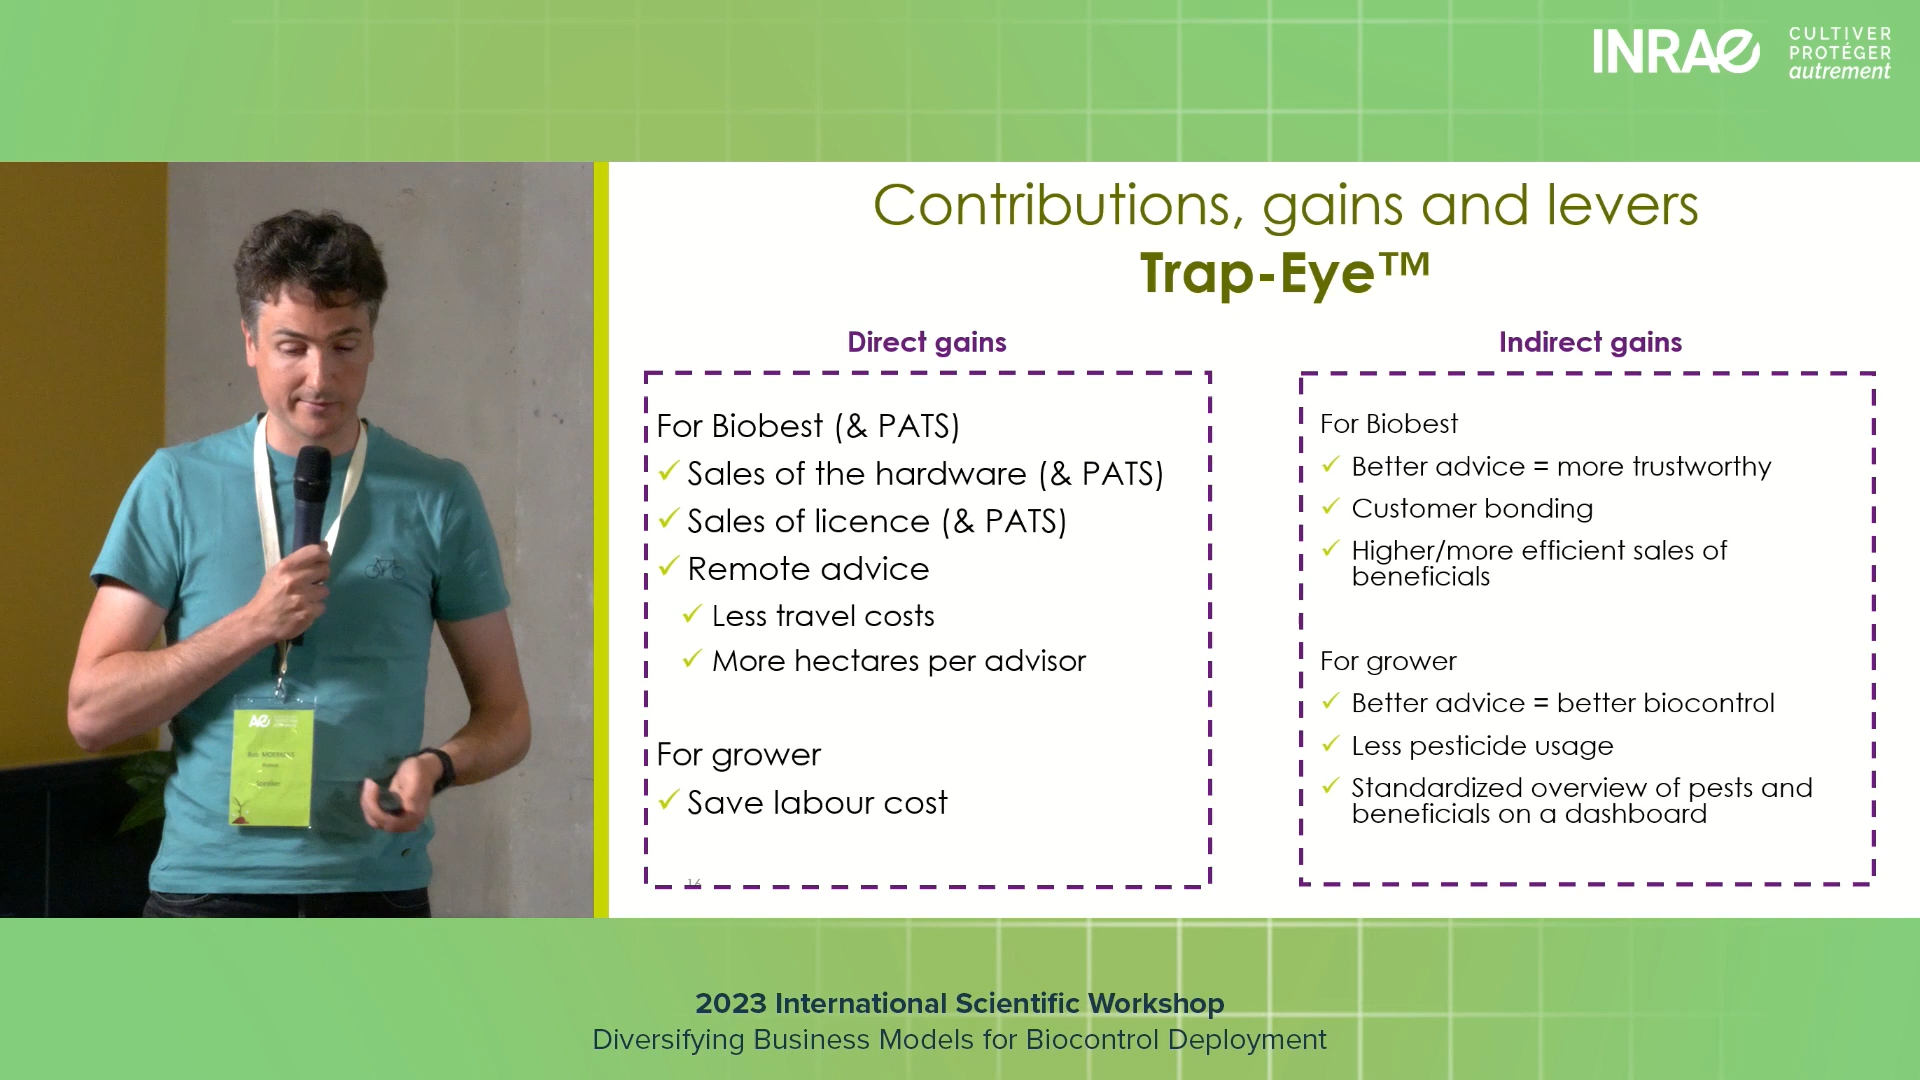 INRAE
CULTIVER
PROTÉGER
autrement
Contributions, gains and levers
Trap-Eye™
Direct gains
For Biobest (& PATS)
✓ Sales of the hardware (& PATS)
✓ Sales of licence (& PATS)
✓ Remote advice
✓ Less travel costs
✓ More hectares per advisor
For grower
✓ Save labour cost
16
Indirect gains
For Biobest
✓ Better advice = more trustworthy
✓ Customer bonding
✓ Higher/more efficient sales of
beneficials
For grower
✓ Better advice = better biocontrol
✓ Less pesticide usage
✓ Standardized overview of pests and
beneficials on a dashboard
2023 International Scientific Workshop
Diversifying Business Models for Biocontrol Deployment